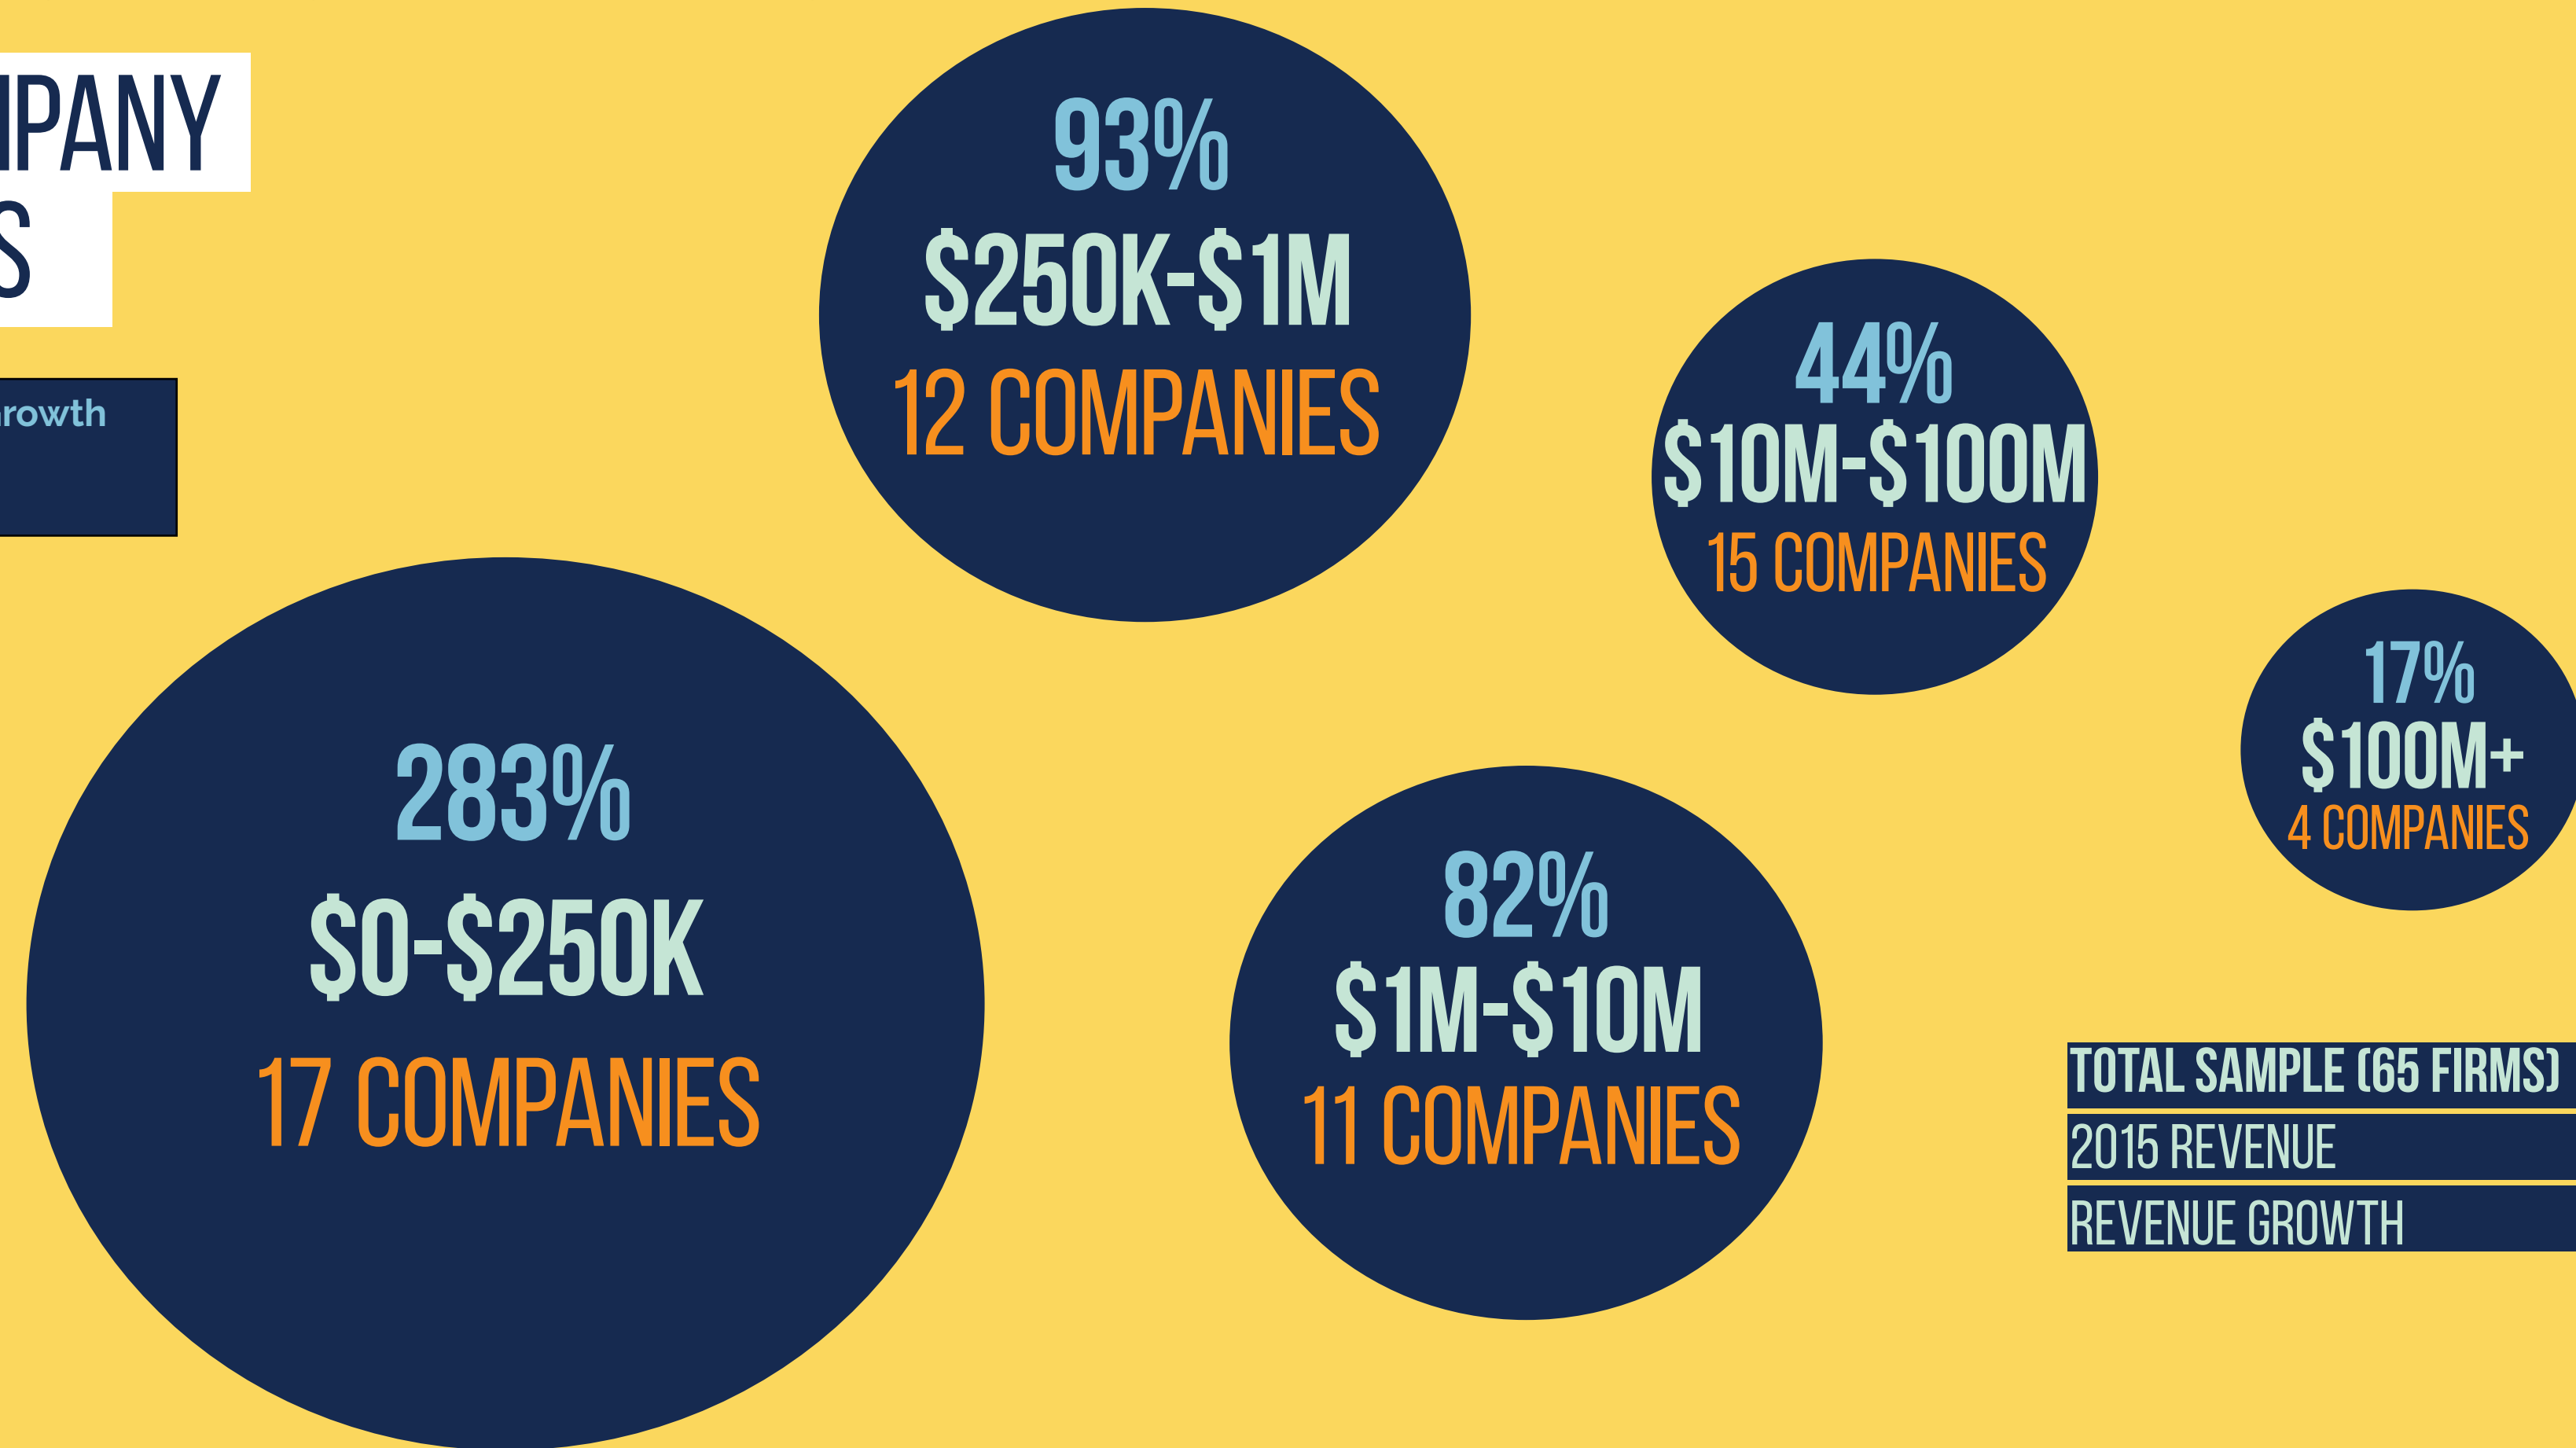 MPANY
S
rowth
93%
$250K-$1M
12 COMPANIES
44%
$10M-$100M
15 COMPANIES
17%
$100M+
4 COMPANIES
283%
$0-$250K
17 COMPANIES
82%
$1M-$10M
11 COMPANIES
TOTAL SAMPLE (65 FIRMS)
2015 REVENUE
REVENUE GROWTH